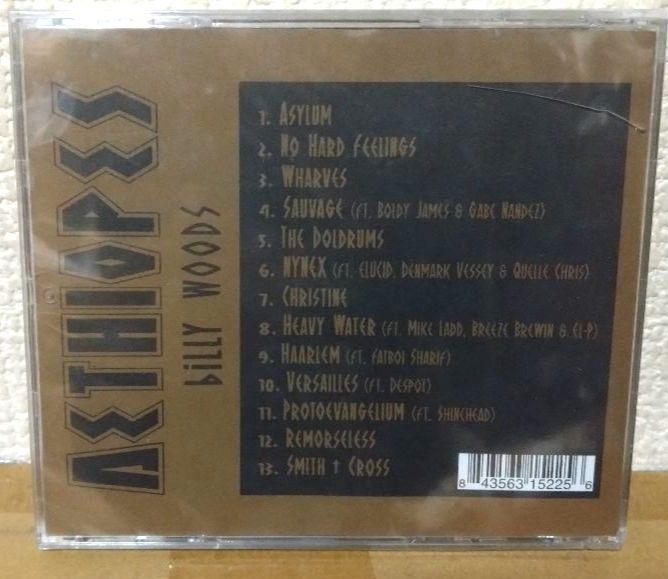 AETHIOPES
billy woods
1. Asylum
2. No Hard Feelings
3. Wharves
4. Sauvage (ft. Boldy James & Gabe Nandez)
5. The Doldrums
6. NYNEX (ft. Elucid, Denmark Vessey & Quelle Chris)
7. Christine
8. Heavy Water (ft. Mike Ladd, Breeze Brewin & El-P)
9. Haarlem (ft. Fatboi Sharif)
10. Versailles (ft. Despot)
11. Protoevangelium (ft. Shinehead)
12. Remorseless
13. Smith † Cross
8 43563 15225 6